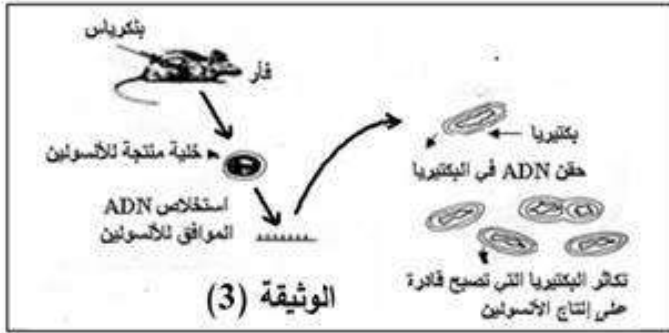 بنكرياس
فأر
خلية منتجة للأنسولين
استخلاص ADN
الموافق للأنسولين
بكتيريا
حقن ADN في البكتيريا
تكاثر البكتيريا التي تصبح قادرة
على إنتاج الأنسولين
الوثيقة (3)